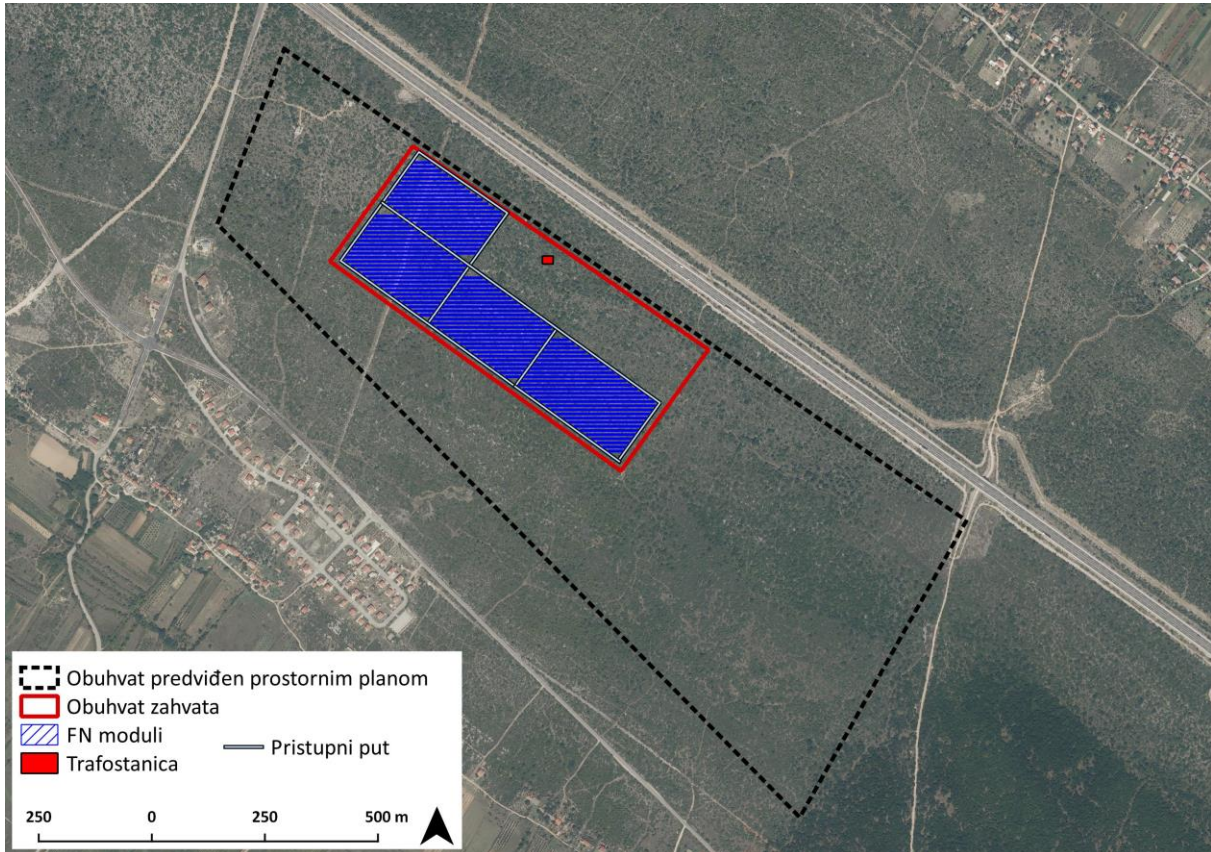 Obuhvat predviđen prostornim planom
Obuhvat zahvata
FN moduli
Pristupni put
Trafostanica
250 0 250 500 m